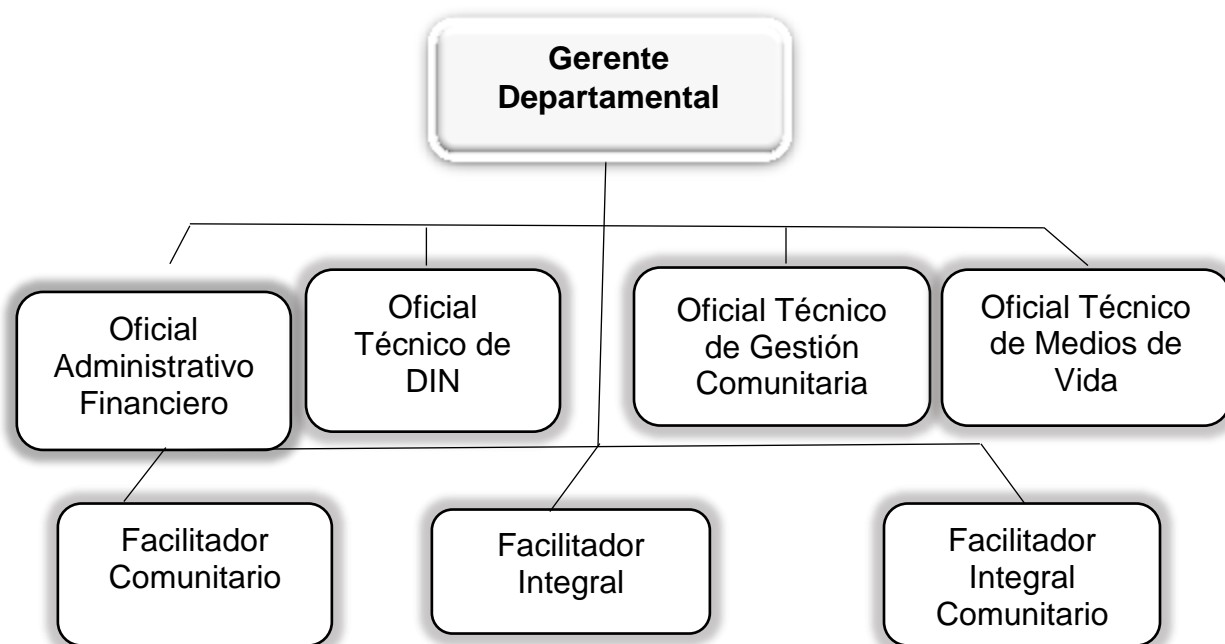 Gerente
Departamental
Oficial
Administrativo
Financiero
Oficial
Técnico de
DIN
Oficial Técnico
de Gestión
Comunitaria
Oficial Técnico
de Medios de
Vida
Facilitador
Comunitario
Facilitador
Integral
Facilitador
Integral
Comunitario